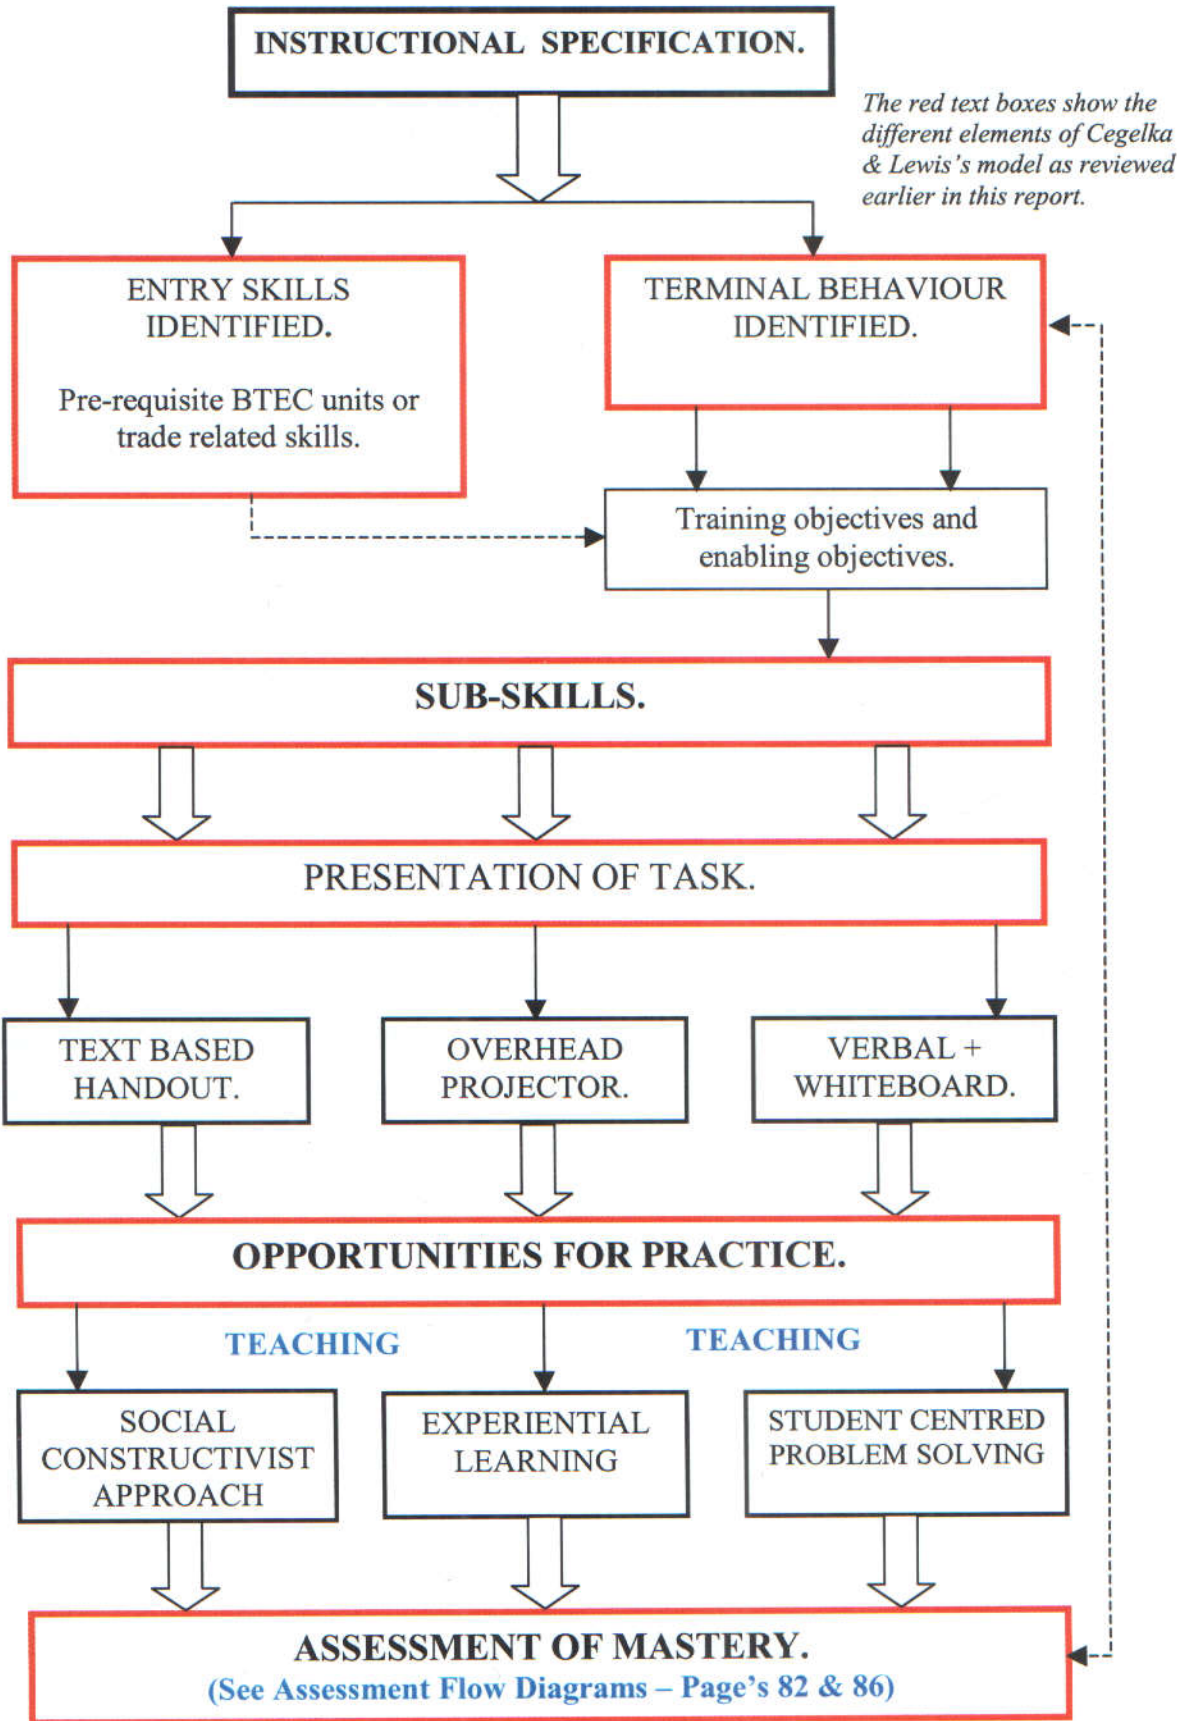 INSTRUCTIONAL SPECIFICATION.
The red text boxes show the
different elements of Cegelka
& Lewis's model as reviewed
earlier in this report.
ENTRY SKILLS
IDENTIFIED.
Pre-requisite BTEC units or
trade related skills.
TERMINAL BEHAVIOUR
IDENTIFIED.
Training objectives and
enabling objectives.
SUB-SKILLS.
PRESENTATION OF TASK.
TEXT BASED
HANDOUT.
OVERHEAD
PROJECTOR.
VERBAL +
WHITEBOARD.
OPPORTUNITIES FOR PRACTICE.
TEACHING
TEACHING
SOCIAL
CONSTRUCTIVIST
APPROACH
EXPERIENTIAL
LEARNING
STUDENT CENTRED
PROBLEM SOLVING
ASSESSMENT OF MASTERY.
(See Assessment Flow Diagrams – Page's 82 & 86)